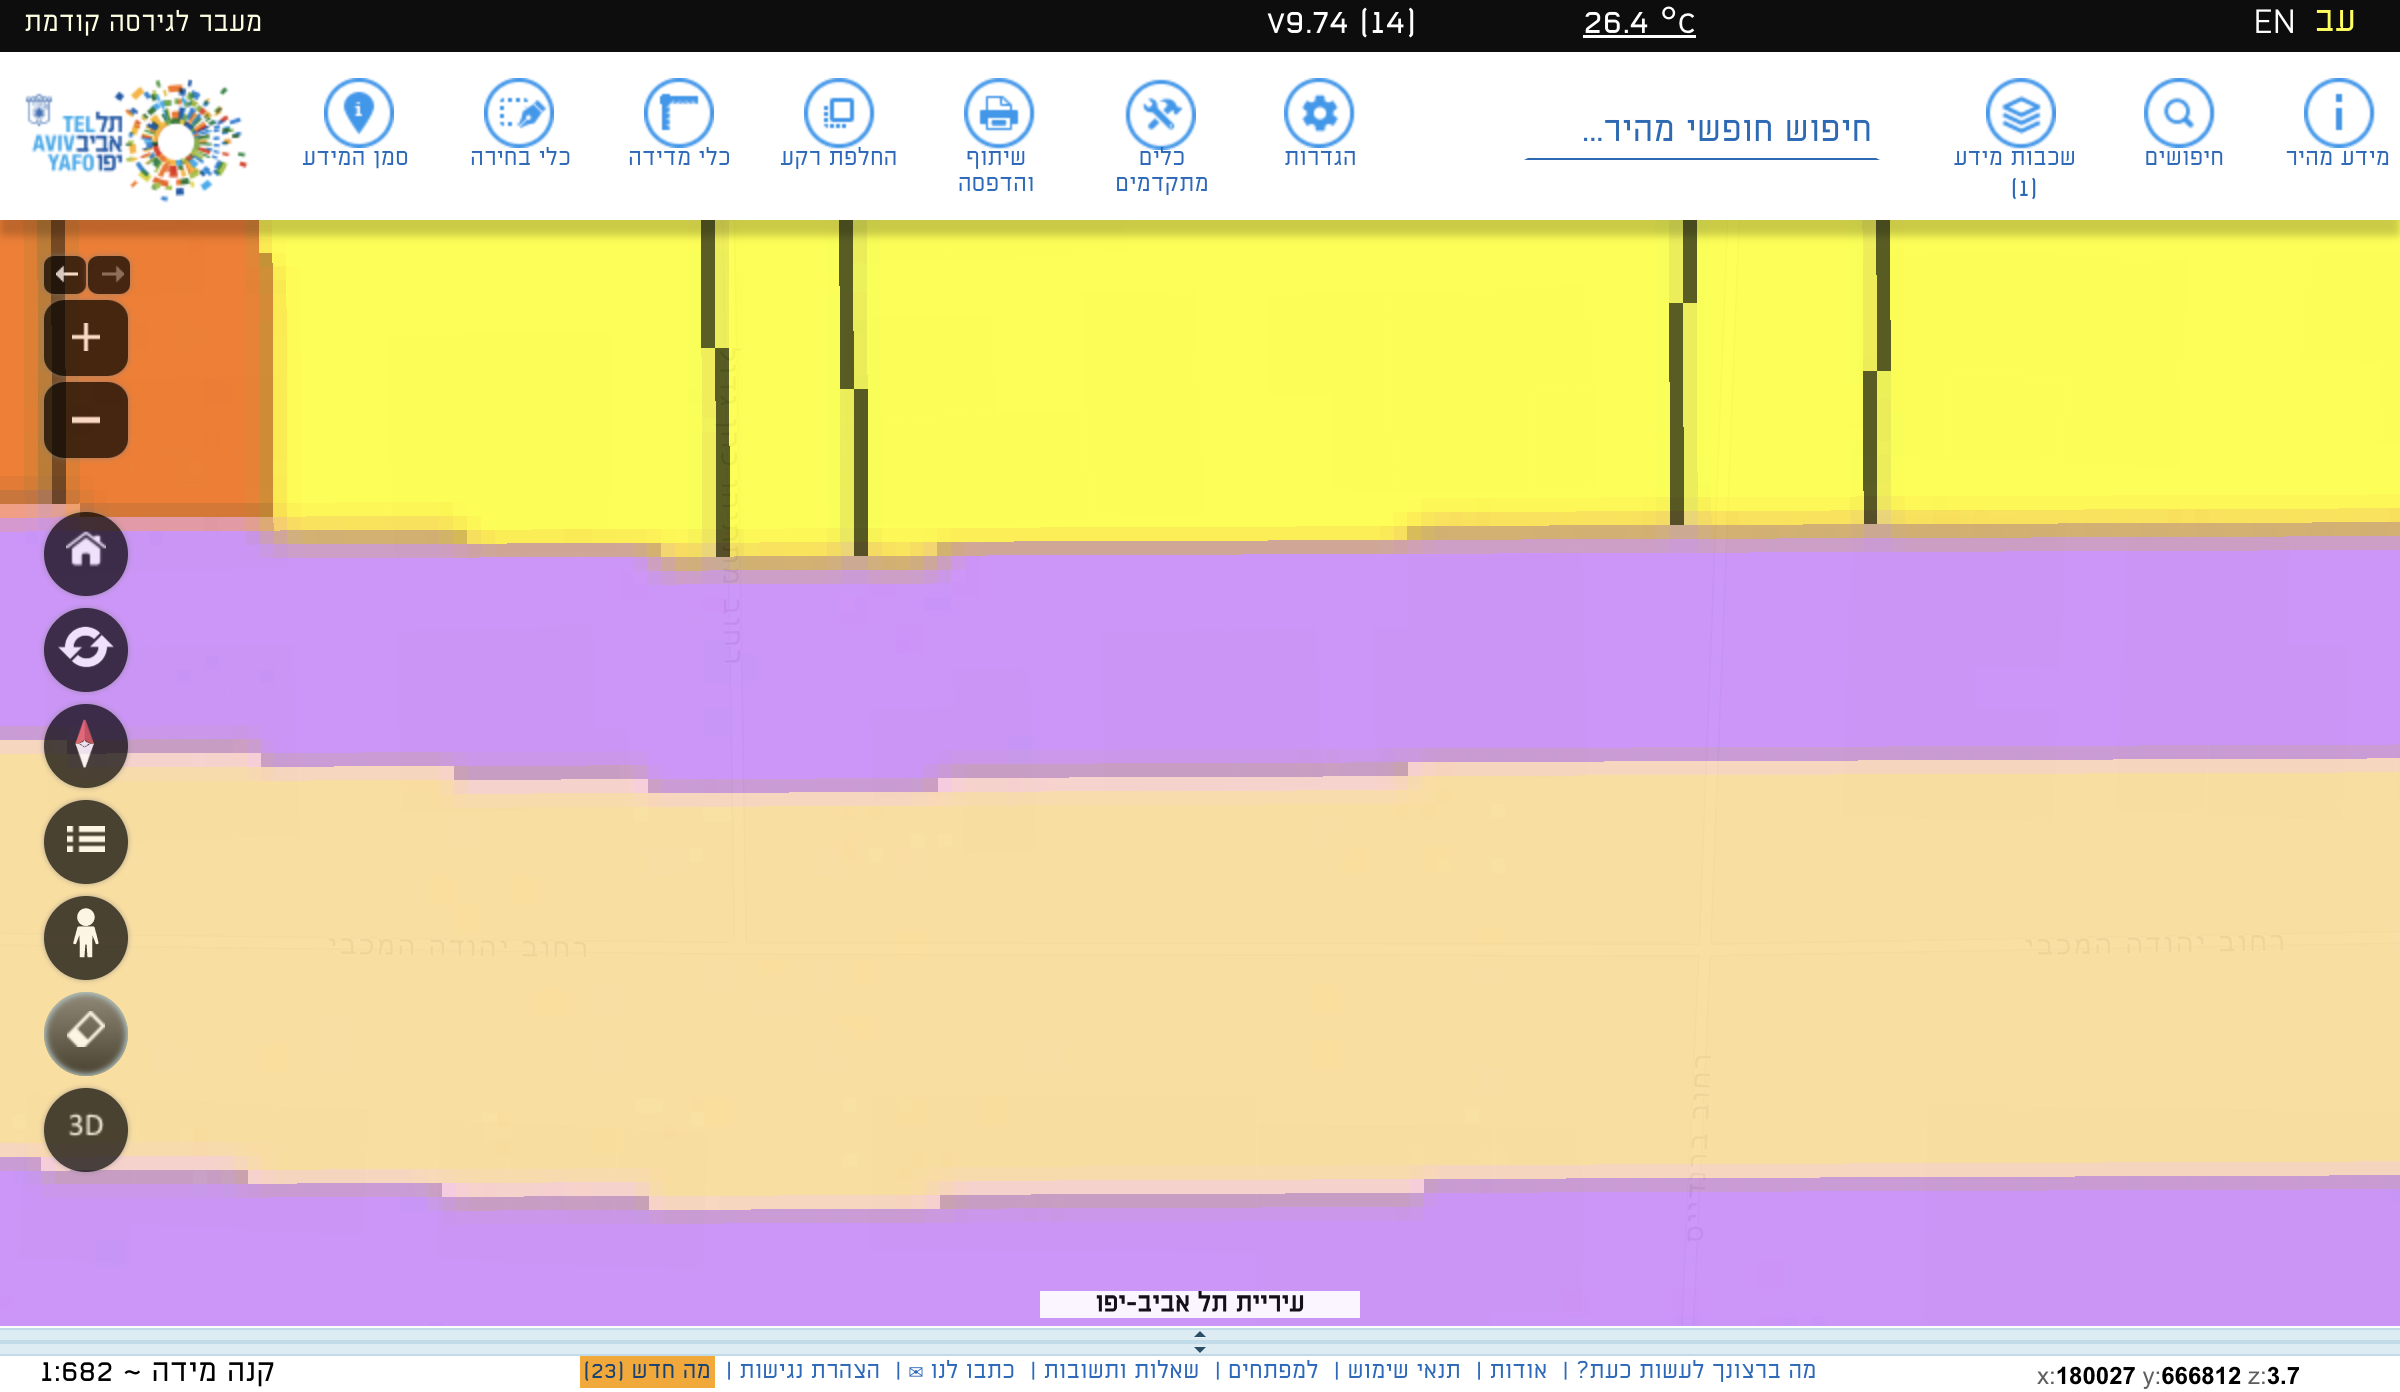 עב EN
26.4 °C
V9.74 (14)
מעבר לגירסה קודמת
מידע מהיר
חיפושים
שכבות מידע
(1)
חיפוש חופשי מהיר...
הגדרות
כלים
מתקדמים
שיתוף
והדפסה
החלפת רקע
כלי מדידה
כלי בחירה
סמן המידע
תל
אביב
יפו
TEL
AVIV
YAFO
רחוב יהודה המכבי
רחוב יהודה המכבי
רחוב ברנדייס
רחוב
3D
עיריית תל אביב-יפו
מה ברצונך לעשות כעת? | אודות | תנאי שימוש | למפתחים | שאלות ותשובות | כתבו לנו ✉ | הצהרת נגישות | מה חדש (23)
קנה מידה ~ 1:682
x:180027 y:666812 z:3.7